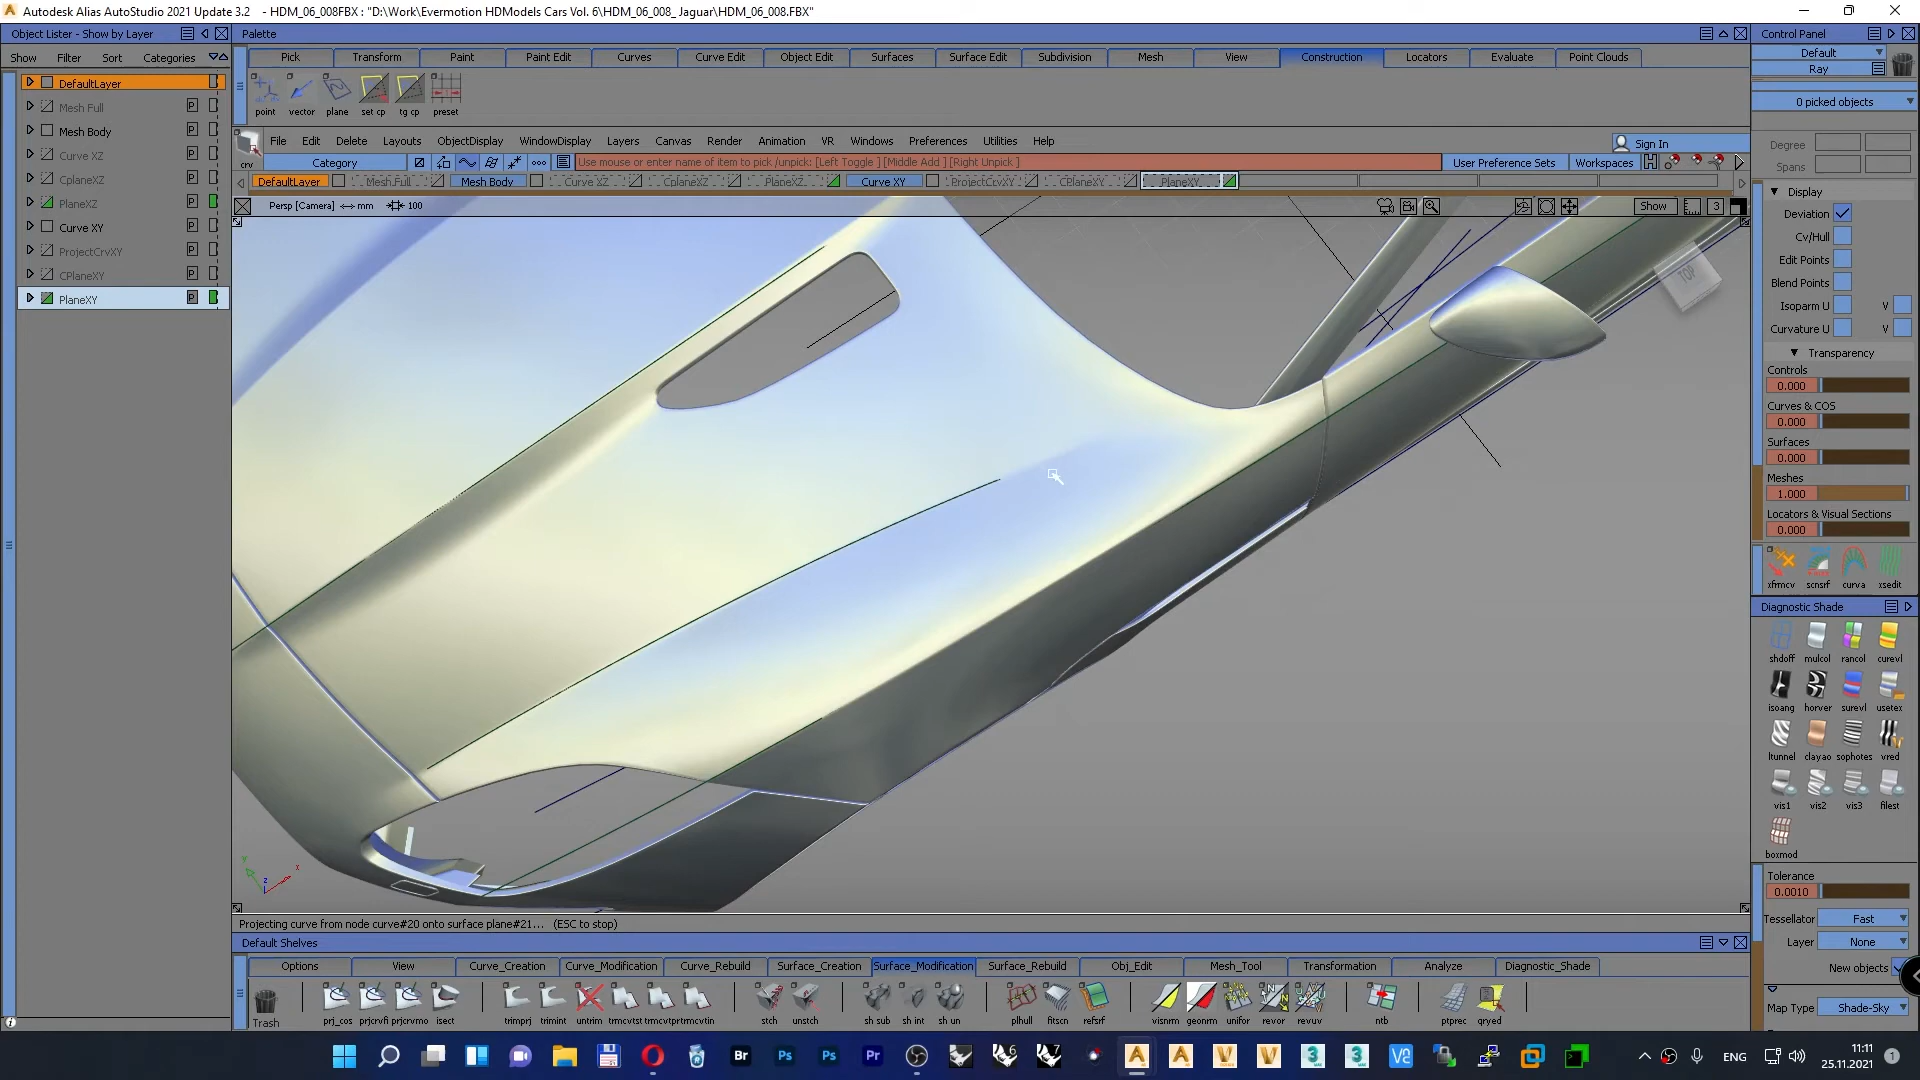 Autodesk Alias AutoStudio 2021 Update 3.2 - HDM_06_008FBX : "D:\Work\Evermotion HDModels Cars Vol. 6\HDM_06_008_ Jaguar\HDM_06_008.FBX"
Object Lister - Show by Layer
Palette
Control Panel
Show Filter Sort Categories
Pick Transform Paint Paint Edit Curves Curve Edit Object Edit Surfaces Surface Edit Subdivision Mesh View Construction Locators Evaluate Point Clouds
Default
Ray
DefaultLayer
Mesh Full P
Mesh Body P
Curve XZ P
CplaneXZ P
PlaneXZ P
Curve XY P
ProjectCrvXY P
CPlaneXY P
PlaneXY P
point vector plane set cp tg cp preset
0 picked objects
crv
File Edit Delete Layouts ObjectDisplay WindowDisplay Layers Canvas Render Animation VR Windows Preferences Utilities Help
Sign In
Category
Use mouse or enter name of item to pick /unpick: [Left Toggle ] [Middle Add ] [Right Unpick ]
User Preference Sets Workspaces
DefaultLayer Mesh Full Mesh Body Curve XZ CplaneXZ PlaneXZ Curve XY ProjectCrvXY CPlaneXY PlaneXY
Persp [Camera] <-> mm 100
Show 3
TOP
Degree
Spans
Display
Deviation
Cv/Hull
Edit Points
Blend Points
Isoparm U V
Curvature U V
Transparency
Controls
0.000
Curves & COS
0.000
Surfaces
0.000
Meshes
1.000
Locators & Visual Sections
0.000
xfrmcv scnsrf curva xsedit
Diagnostic Shade
shdoff mulcol rancol curevl
isoang horver surevl usetex
ltunnel clayao sophotes vred
vis1 vis2 vis3 filest
boxmod
Tolerance
0.0010
Tessellator Fast
Layer None
New objects
Map Type Shade-Sky
Y
X
Z
Projecting curve from node curve#20 onto surface plane#21... (ESC to stop)
Default Shelves
Options View Curve_Creation Curve_Modification Curve_Rebuild Surface_Creation Surface_Modification Surface_Rebuild Obj_Edit Mesh_Tool Transformation Analyze Diagnostic_Shade
Trash prj_cos prjcrvfi prjcrvmo isect trimprj trimint untrim trmcvtst trmcvtprtrmcvtin stch unstch sh sub sh int sh un plhull fitscn refsrf visnrm geonrm unifor revor revuv ntb ptprec qryed
ENG
11:11
25.11.2021